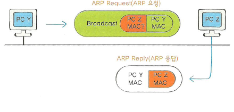 ARP Request(ARP 요청)
PC Y
Broadcast
PC Z
MAC
PC Y
MAC
PC Z
ARP Reply(ARP 응답)
PC Y
MAC
PC Z
MAC